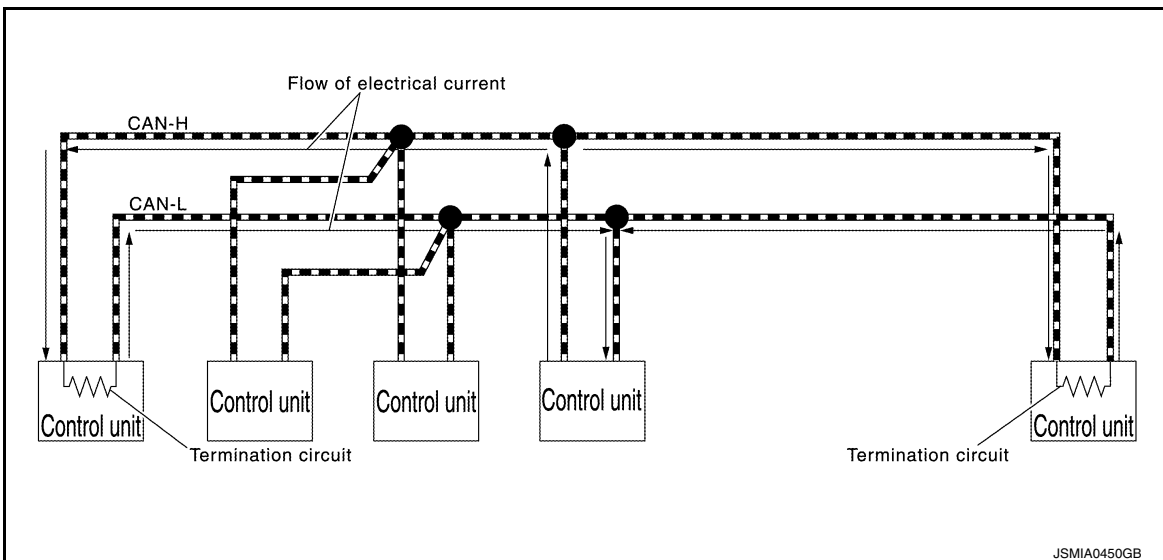 Flow of electrical current
CAN-H
CAN-L
Control unit
Control unit
Control unit
Control unit
Control unit
Termination circuit
Termination circuit
JSMIA0450GB